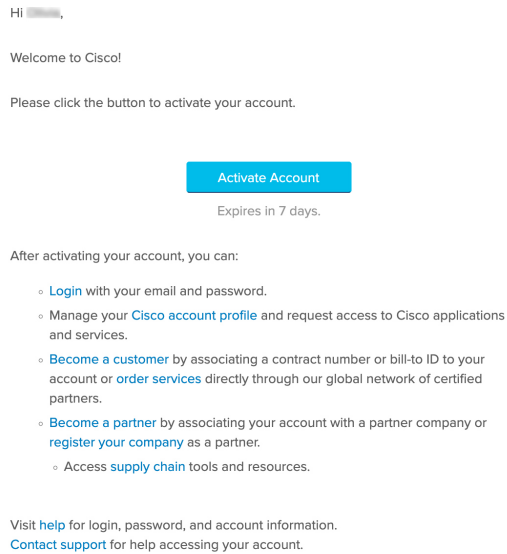 Hi ,
Welcome to Cisco!
Please click the button to activate your account.
Activate Account
Expires in 7 days.
After activating your account, you can:
Login with your email and password.
Manage your Cisco account profile and request access to Cisco applications
and services.
Become a customer by associating a contract number or bill-to ID to your
account or order services directly through our global network of certified
partners.
Become a partner by associating your account with a partner company or
register your company as a partner.
Access supply chain tools and resources.
Visit help for login, password, and account information.
Contact support for help accessing your account.